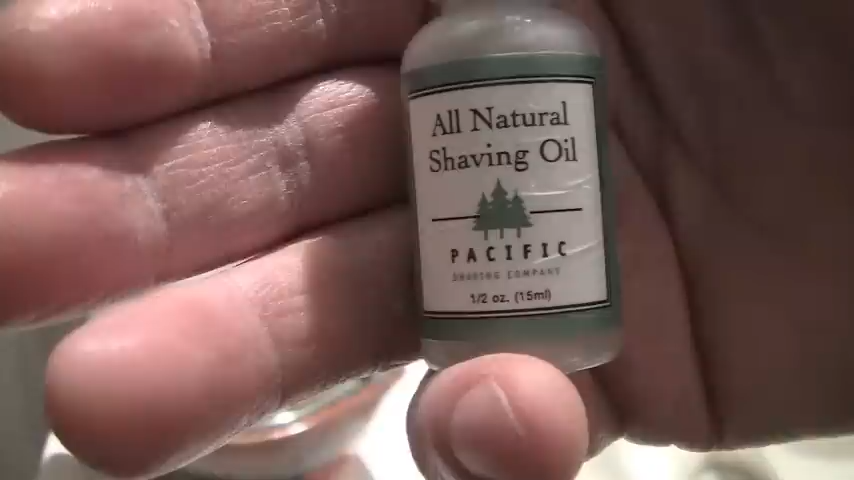 All Natural
Shaving Oil
PACIFIC
SHAVING COMPANY
1/2 oz. (15ml)